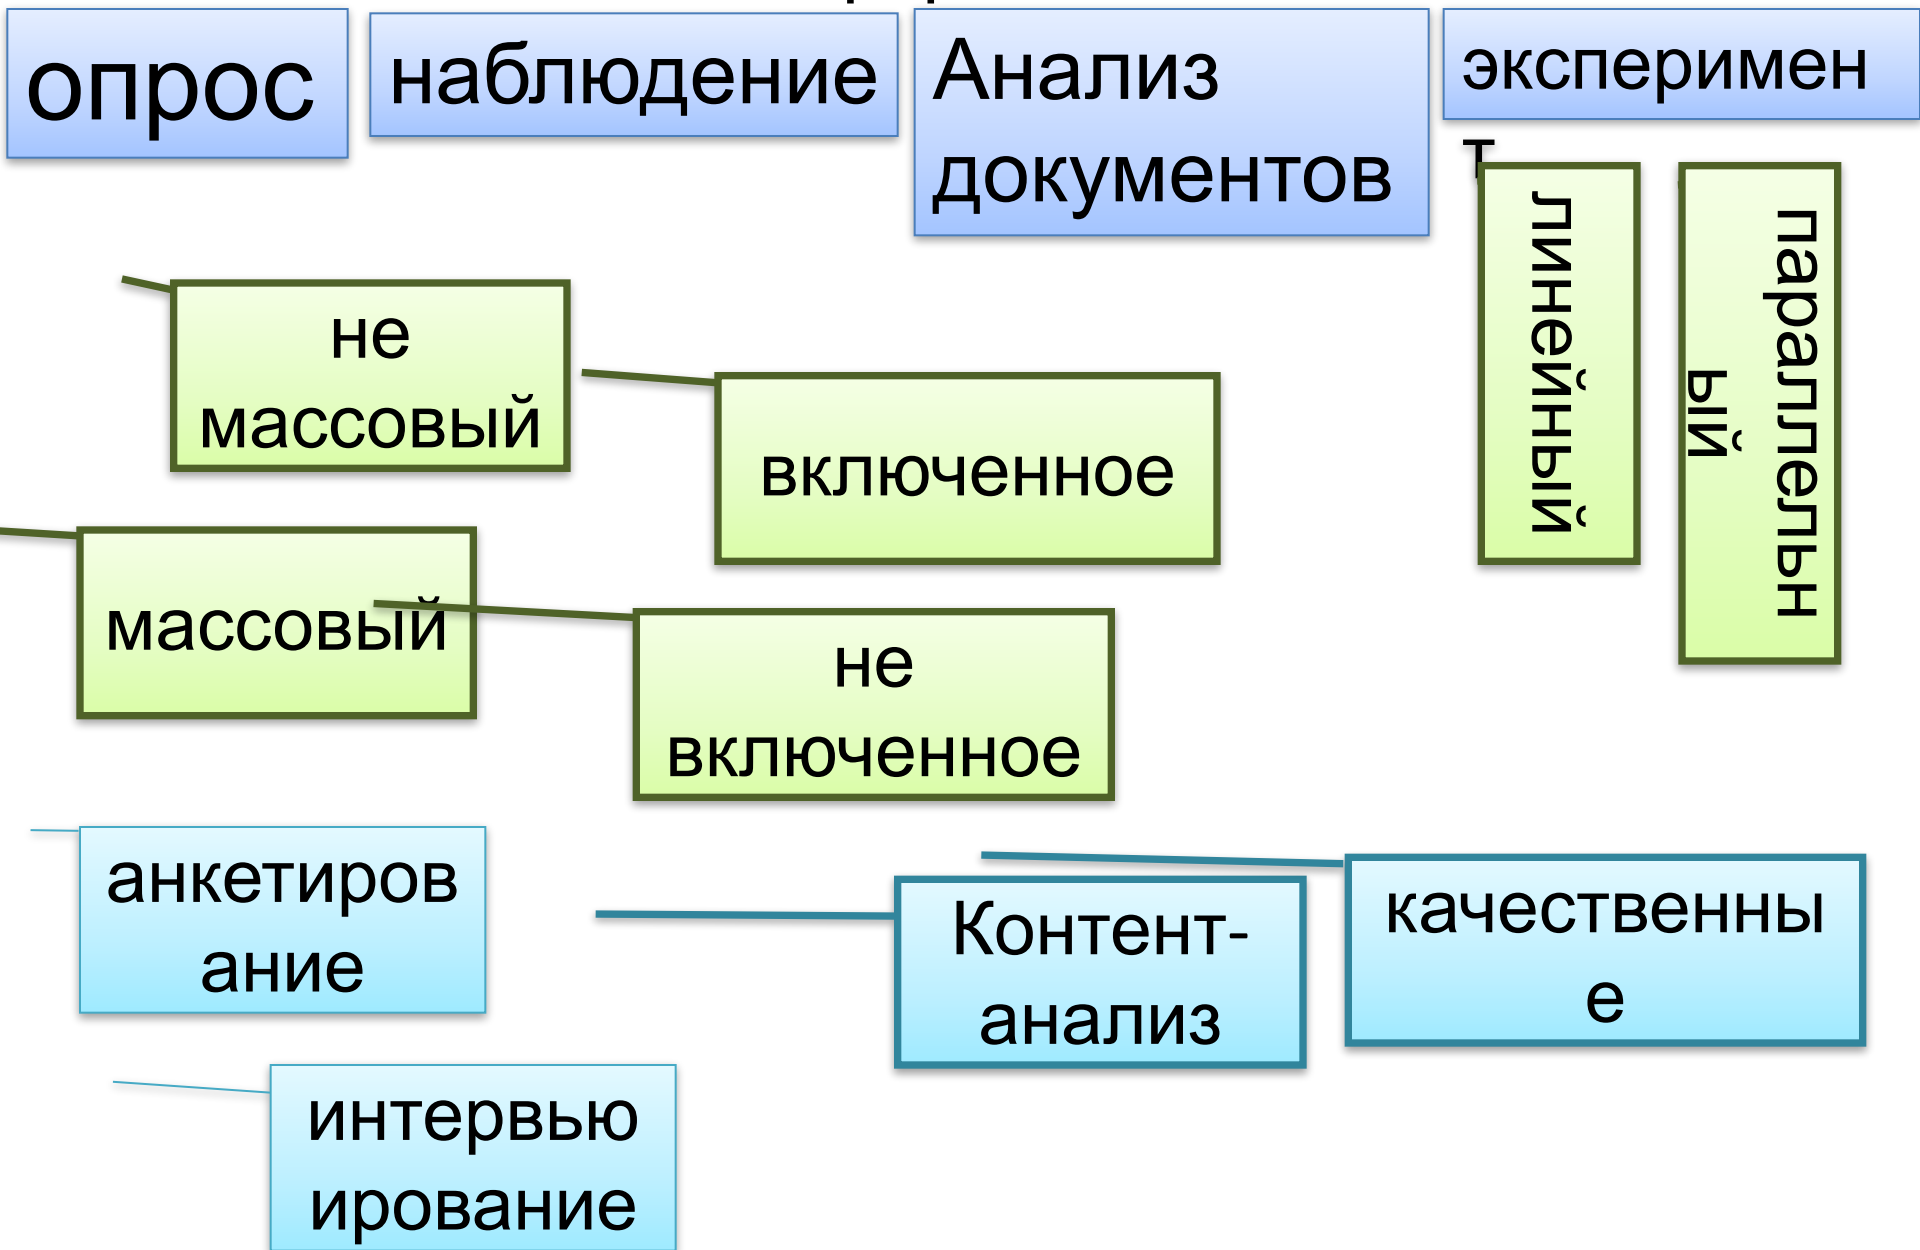 опрос
наблюдение
Анализ
документов
эксперимен
т
линейный
параллельн
ый
не
массовый
включенное
массовый
не
включенное
анкетиров
ание
Контент-
анализ
качественны
е
интервью
ирование